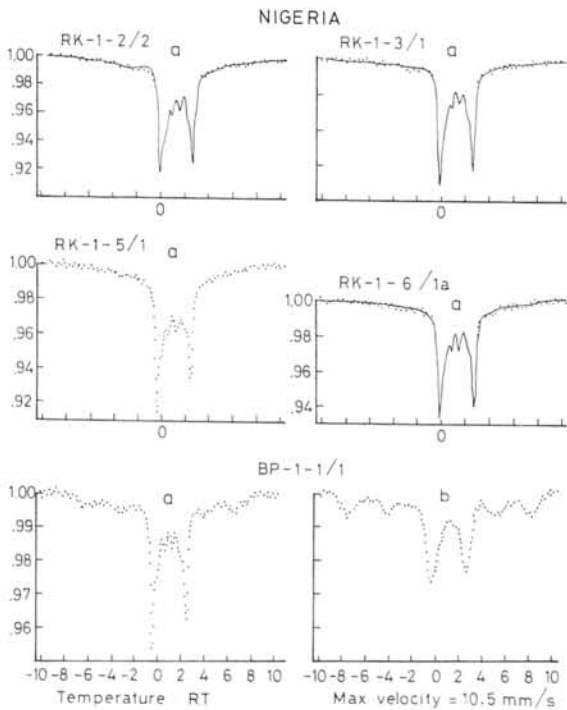 NIGERIA
RK-1-2/2 a
1.00
.98
.96
.94
.92
0
RK-1-3/1 a
0
RK-1-5/1 a
1.00
.98
.96
.94
.92
0
RK-1-6/1a
a
1.00
.98
.96
.94
0
BP-1-1/1
a
1.00
.99
.98
.97
.96
-10 -8 -6 -4 -2 0 2 4 6 8 10
Temperature: RT
b
-10 -8 -6 -4 -2 0 2 4 6 8 10
Max velocity = 10.5 mm/s